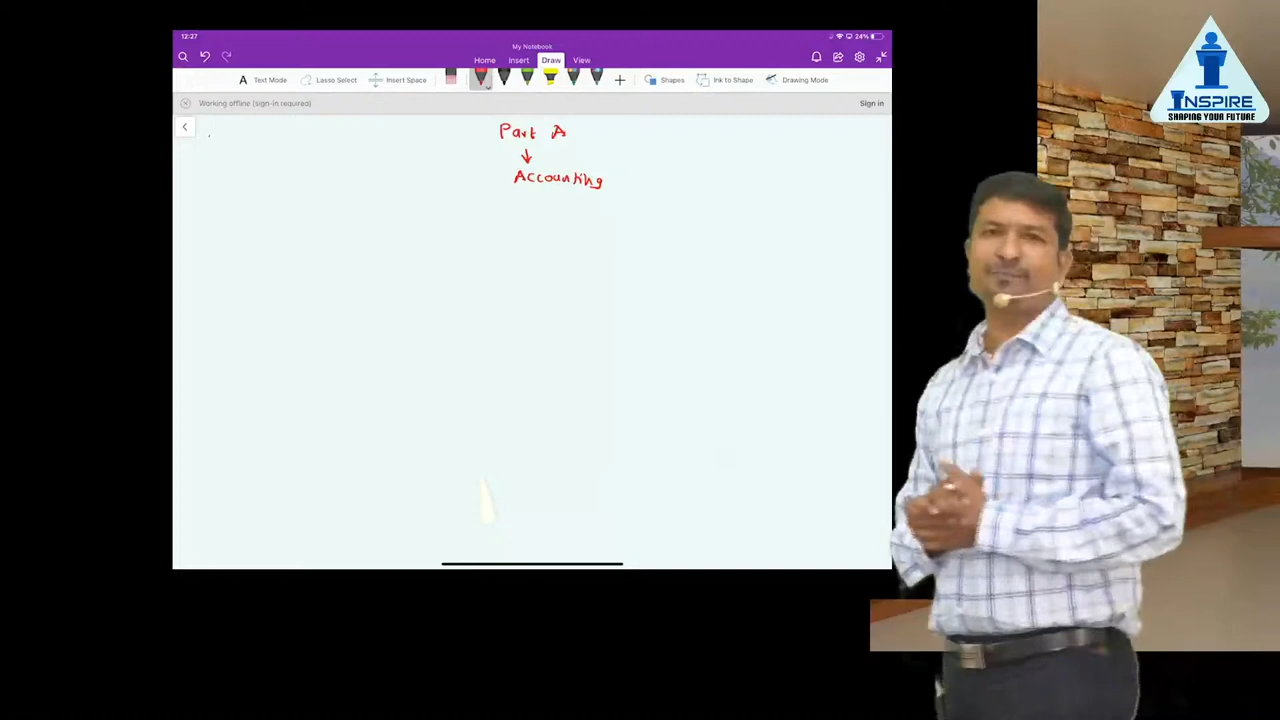 12:27
24%
My Notebook
Home Insert Draw View
Text Mode Lasso Select Insert Space Shapes Ink to Shape Drawing Mode
Working offline (sign-in required) Sign in
Part A
↓
Accounting
INSPIRE
SHAPING YOUR FUTURE